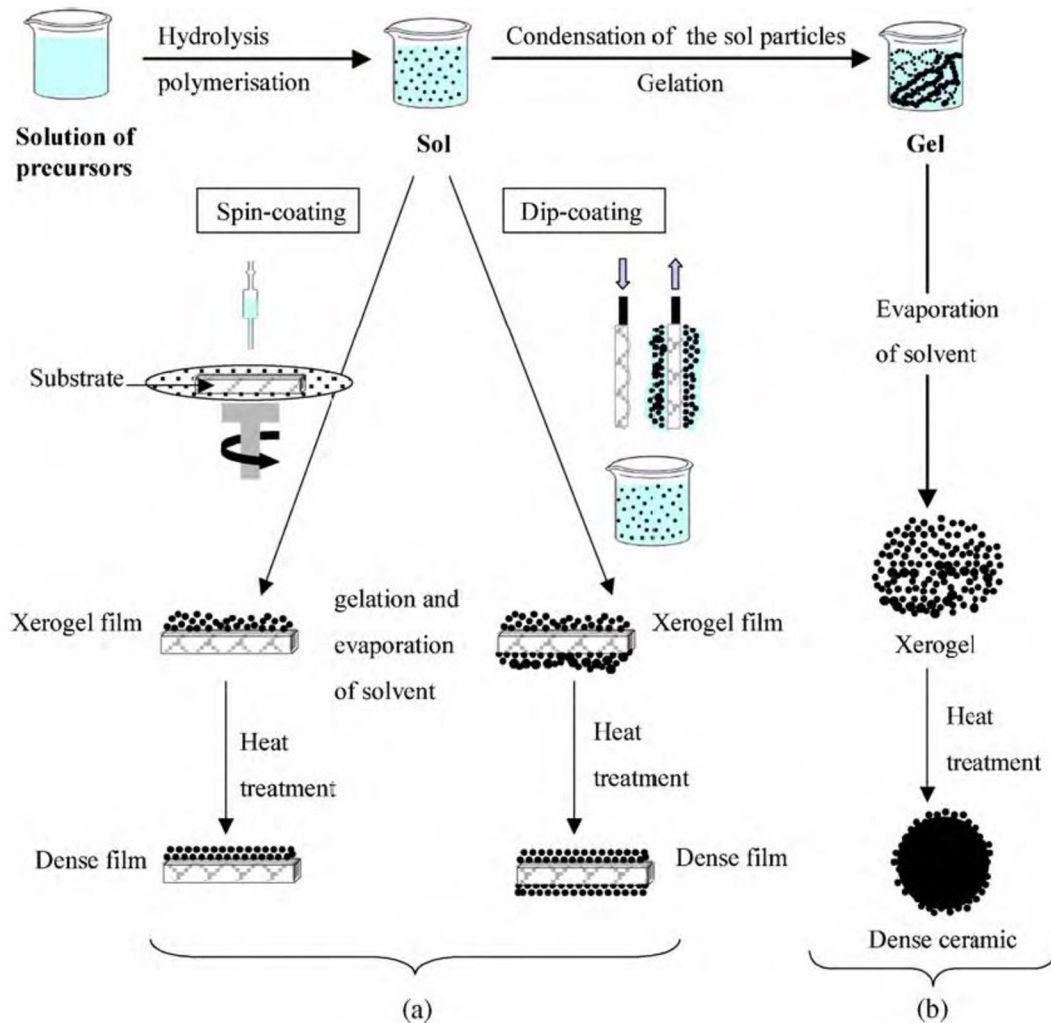 Hydrolysis
polymerisation
Condensation of the sol particles
Gelation
Solution of
precursors
Sol
Gel
Spin-coating
Dip-coating
Substrate
Evaporation
of solvent
Xerogel film
gelation and
evaporation
of solvent
Xerogel film
Xerogel
Heat
treatment
Heat
treatment
Heat
treatment
Dense film
Dense film
Dense ceramic
(a)
(b)